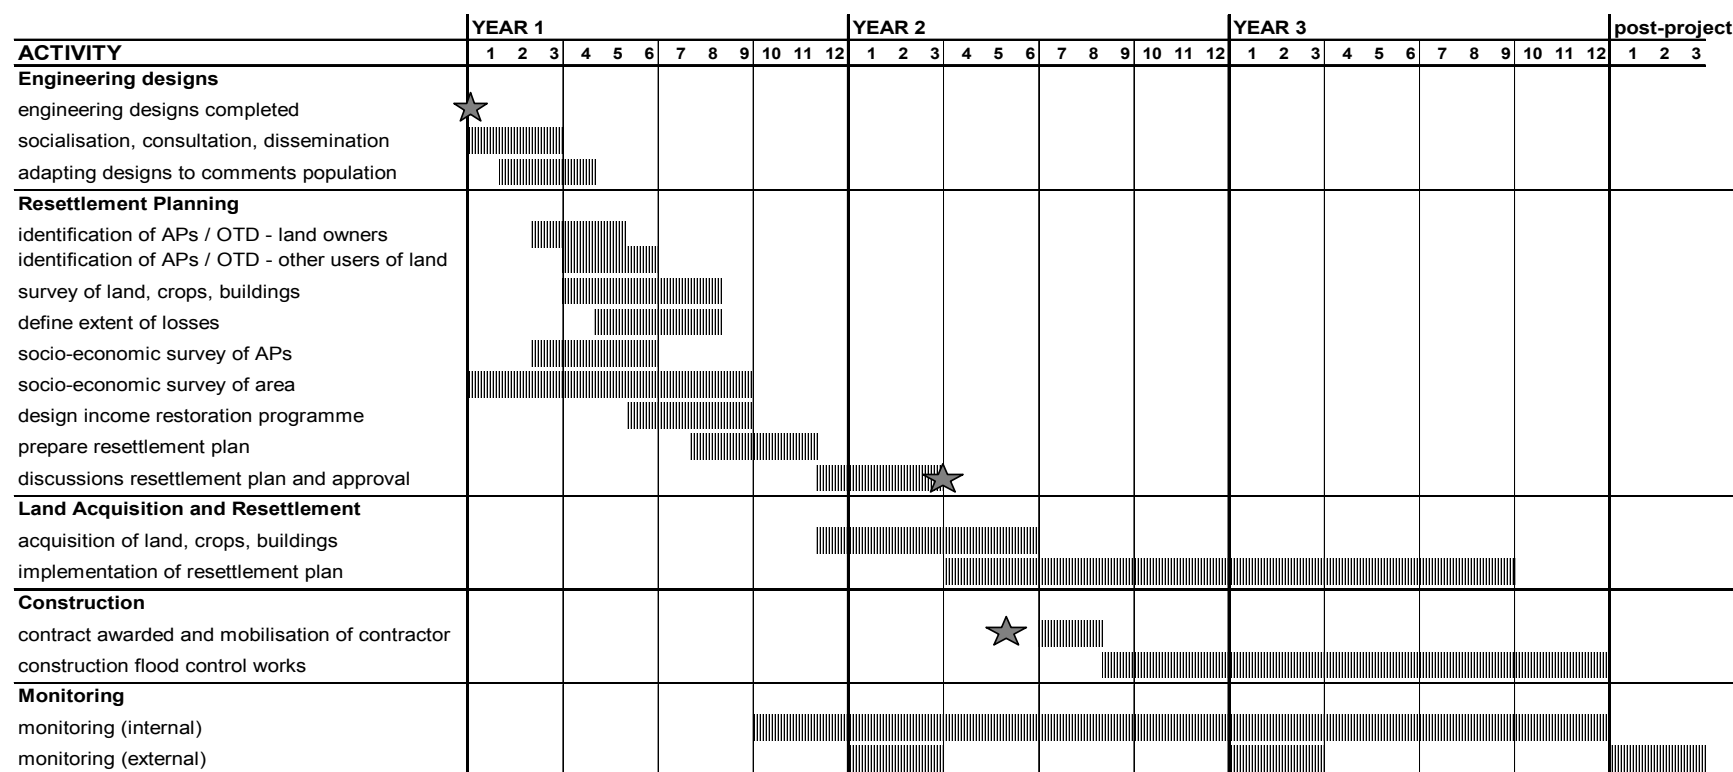 YEAR 1 YEAR 2 YEAR 3 post-project
ACTIVITY 1 2 3 4 5 6 7 8 9 10 11 12 1 2 3 4 5 6 7 8 9 10 11 12 1 2 3 4 5 6 7 8 9 10 11 12 1 2 3
Engineering designs
engineering designs completed
socialisation, consultation, dissemination
adapting designs to comments population
Resettlement Planning
identification of APs / OTD - land owners
identification of APs / OTD - other users of land
survey of land, crops, buildings
define extent of losses
socio-economic survey of APs
socio-economic survey of area
design income restoration programme
prepare resettlement plan
discussions resettlement plan and approval
Land Acquisition and Resettlement
acquisition of land, crops, buildings
implementation of resettlement plan
Construction
contract awarded and mobilisation of contractor
construction flood control works
Monitoring
monitoring (internal)
monitoring (external)